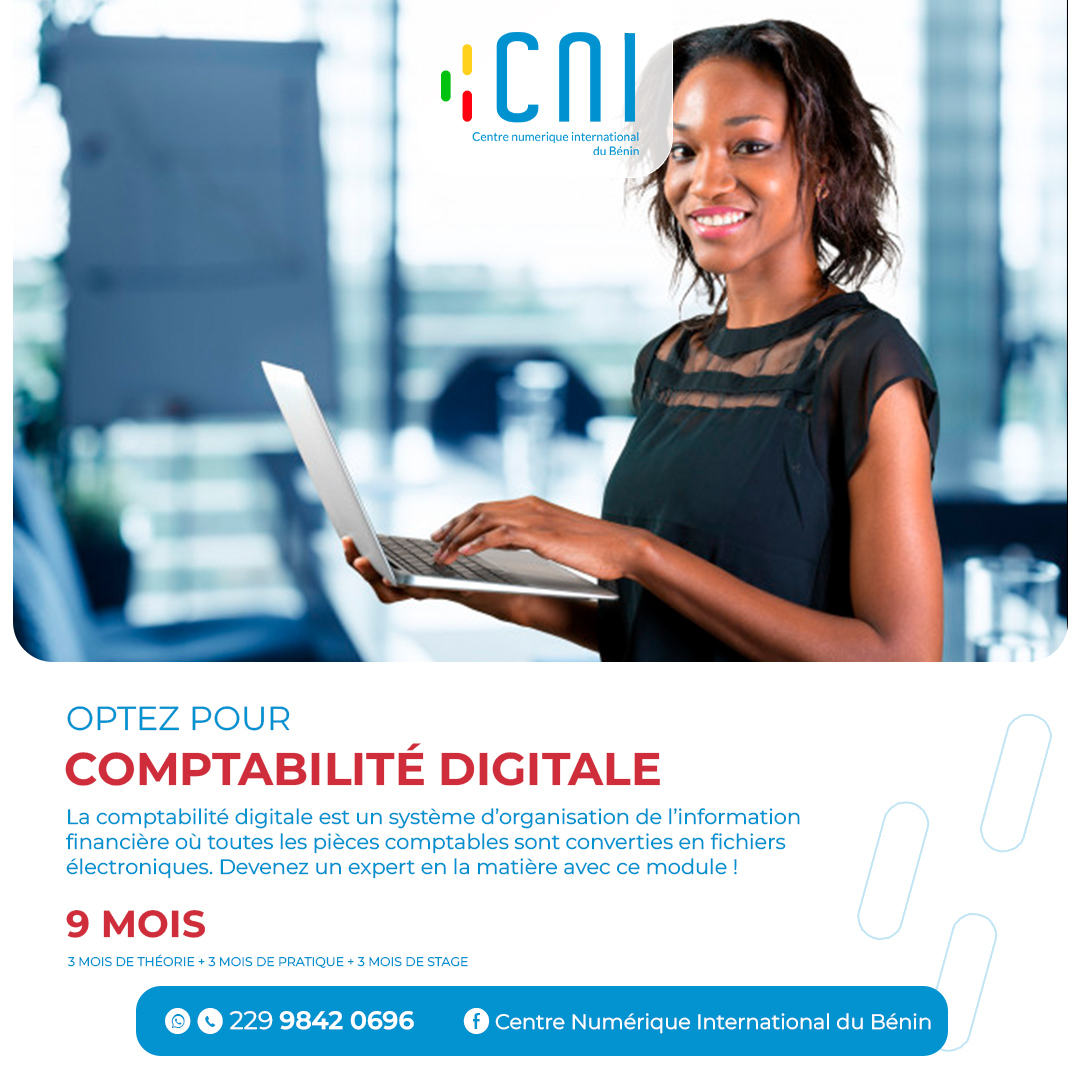 CNI
Centre numerique international
du Bénin
OPTEZ POUR
COMPTABILITÉ DIGITALE
La comptabilité digitale est un système d’organisation de l’information
financière où toutes les pièces comptables sont converties en fichiers
électroniques. Devenez un expert en la matière avec ce module !
9 MOIS
3 MOIS DE THÉORIE + 3 MOIS DE PRATIQUE + 3 MOIS DE STAGE
229 9842 0696
Centre Numérique International du Bénin